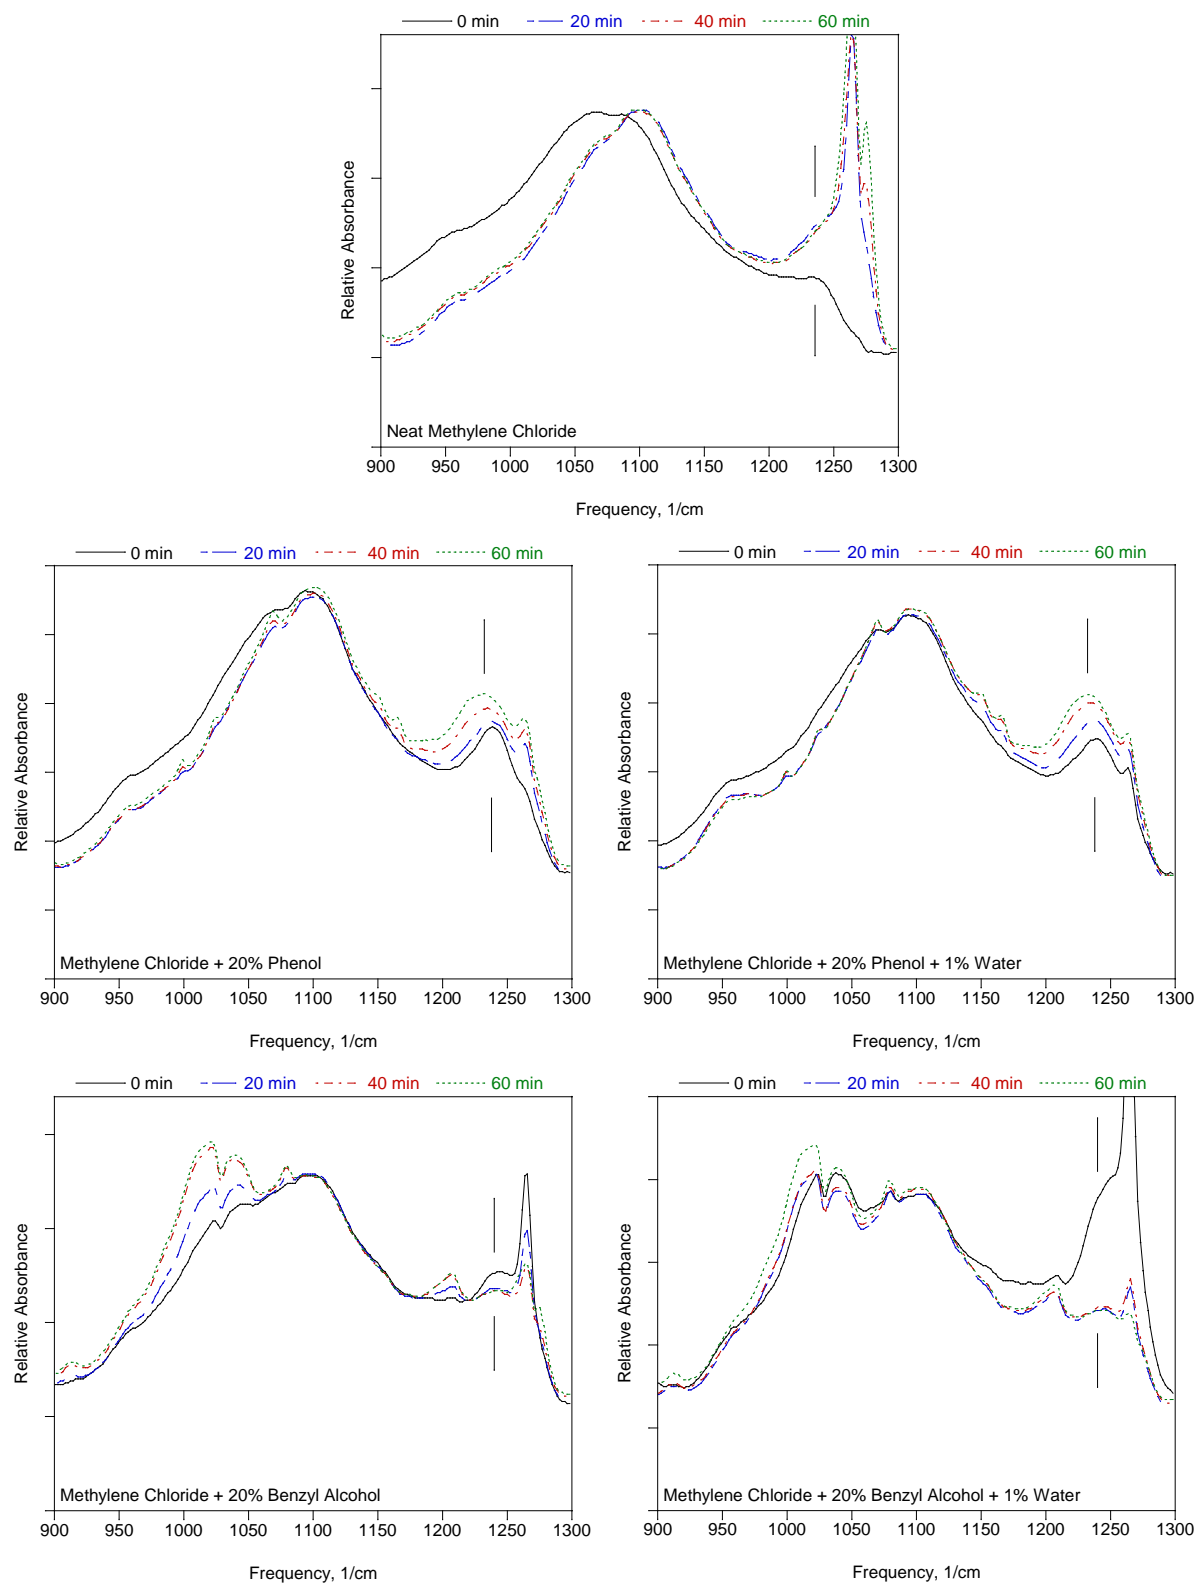 0 min 20 min 40 min 60 min
Relative Absorbance
Neat Methylene Chloride
900 950 1000 1050 1100 1150 1200 1250 1300
Frequency, 1/cm
0 min 20 min 40 min 60 min
Relative Absorbance
Methylene Chloride + 20% Phenol
900 950 1000 1050 1100 1150 1200 1250 1300
Frequency, 1/cm
0 min 20 min 40 min 60 min
Relative Absorbance
Methylene Chloride + 20% Phenol + 1% Water
900 950 1000 1050 1100 1150 1200 1250 1300
Frequency, 1/cm
0 min 20 min 40 min 60 min
Relative Absorbance
Methylene Chloride + 20% Benzyl Alcohol
900 950 1000 1050 1100 1150 1200 1250 1300
Frequency, 1/cm
0 min 20 min 40 min 60 min
Relative Absorbance
Methylene Chloride + 20% Benzyl Alcohol + 1% Water
900 950 1000 1050 1100 1150 1200 1250 1300
Frequency, 1/cm